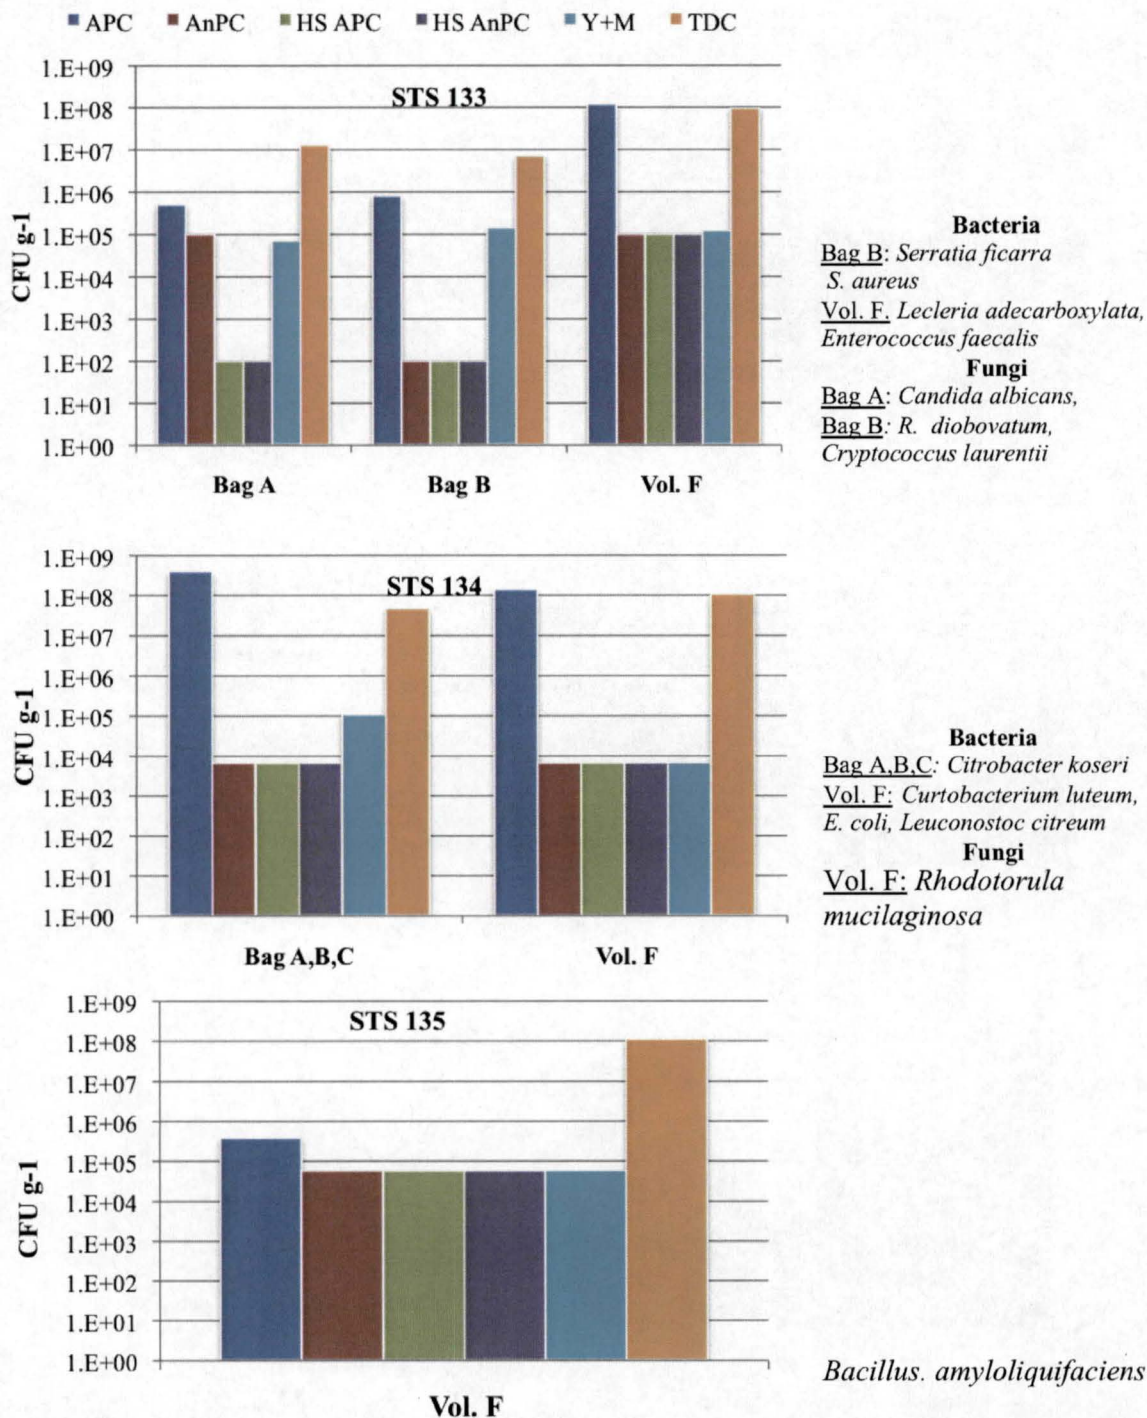 APC AnPC HS APC HS AnPC Y+M TDC
1.E+09
1.E+08
1.E+07
1.E+06
1.E+05
1.E+04
1.E+03
1.E+02
1.E+01
1.E+00
CFU g-1
STS 133
Bag A Bag B Vol. F
Bacteria
Bag B: Serratia ficarra
S. aureus
Vol. F. Lecleria adecarboxylata,
Enterococcus faecalis
Fungi
Bag A: Candida albicans,
Bag B: R. diobovatum,
Cryptococcus laurentii
1.E+09
1.E+08
1.E+07
1.E+06
1.E+05
1.E+04
1.E+03
1.E+02
1.E+01
1.E+00
CFU g-1
STS 134
Bag A,B,C Vol. F
Bacteria
Bag A,B,C: Citrobacter koseri
Vol. F: Curtobacterium luteum,
E. coli, Leuconostoc citreum
Fungi
Vol. F: Rhodotorula
mucilaginosa
1.E+09
1.E+08
1.E+07
1.E+06
1.E+05
1.E+04
1.E+03
1.E+02
1.E+01
1.E+00
CFU g-1
STS 135
Vol. F
Bacillus. amyloliquifaciens